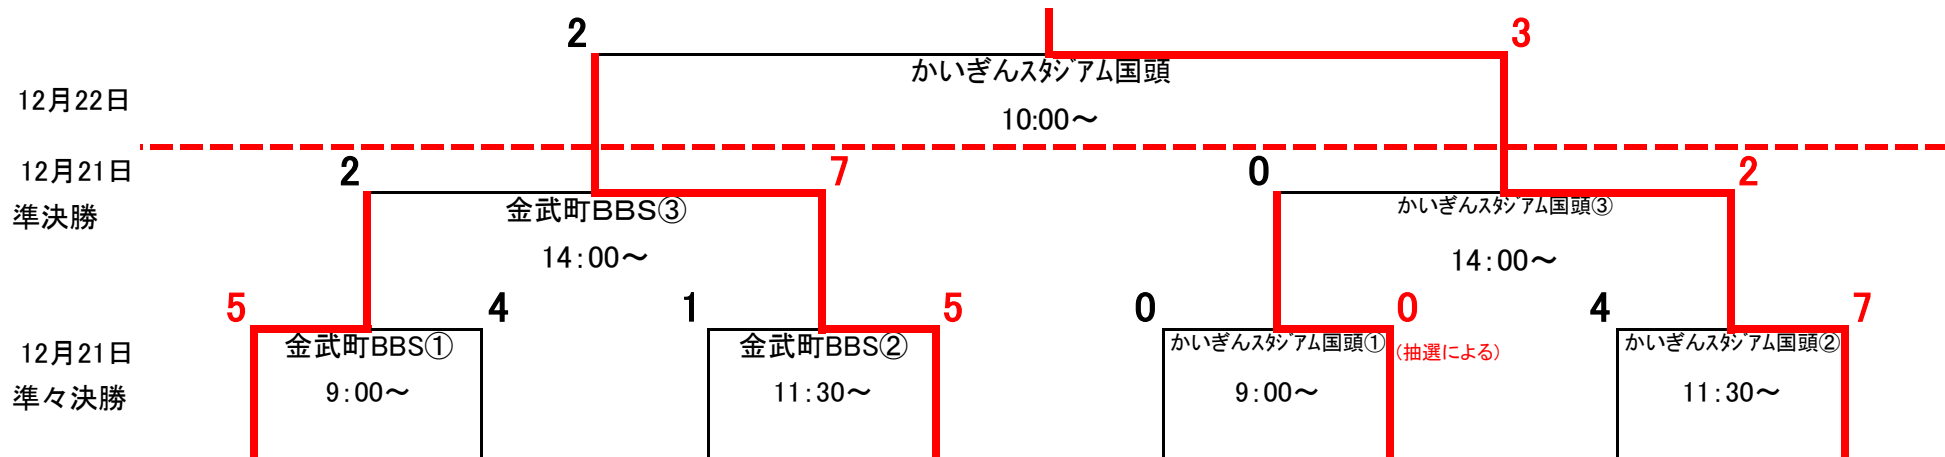 2
3
かいぎんｽﾀｼﾞｱﾑ国頭
12月22日
10:00～
12月21日
2
7
0
2
準決勝
金武町BBS③
かいぎんｽﾀｼﾞｱﾑ国頭③
14:00～
14:00～
5
4
1
5
0
0
4
7
12月21日
金武町BBS①
金武町BBS②
かいぎんｽﾀｼﾞｱﾑ国頭①
(抽選による)
かいぎんｽﾀｼﾞｱﾑ国頭②
準々決勝
9:00～
11:30～
9:00～
11:30～